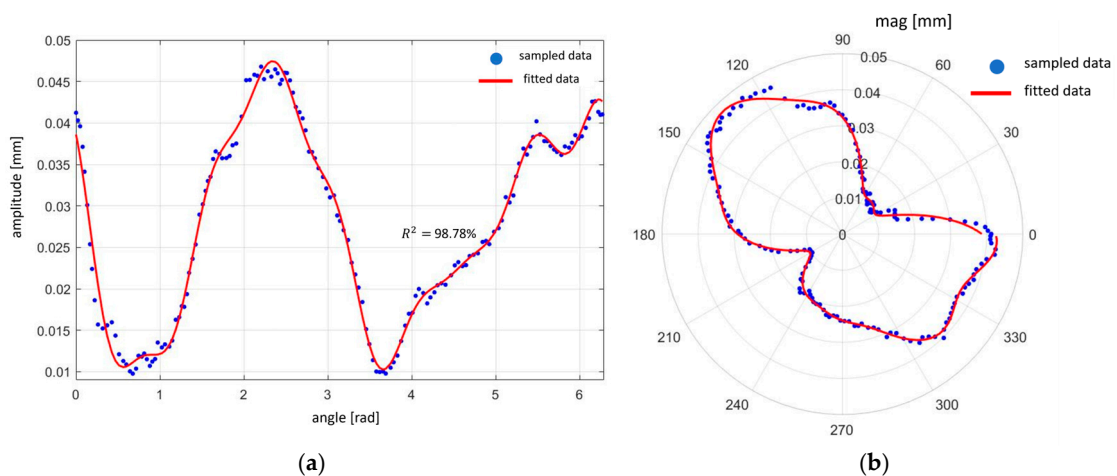 0.05
0.045
0.04
0.035
0.03
0.025
0.02
0.015
0.01
amplitude [mm]
0 1 2 3 4 5 6
angle [rad]
sampled data
fitted data
R² = 98.78%
(a)
mag [mm]
90
120 60
150 30
180 0
210 330
240 300
270
0.05
0.04
0.03
0.02
0.01
0
sampled data
fitted data
(b)